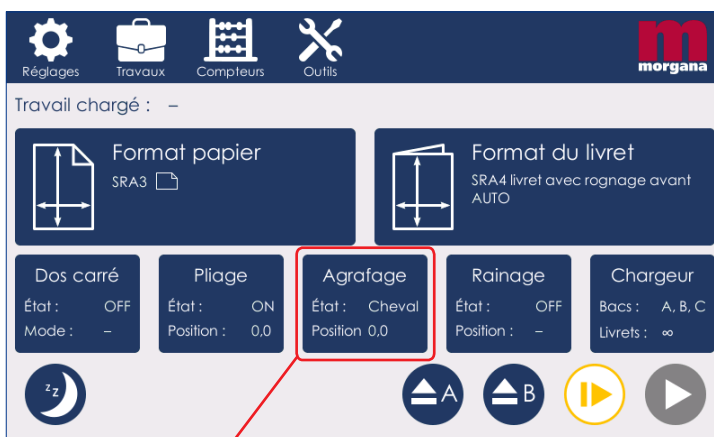 Réglages
Travaux
Compteurs
Outils
morgana
Travail chargé : –
Format papier
SRA3
Format du livret
SRA4 livret avec rognage avant
AUTO
Dos carré
État : OFF
Mode : –
Pliage
État : ON
Position : 0,0
Agrafage
État : Cheval
Position 0,0
Rainage
État : OFF
Position : –
Chargeur
Bacs : A, B, C
Livrets : ∞
z z
A
B